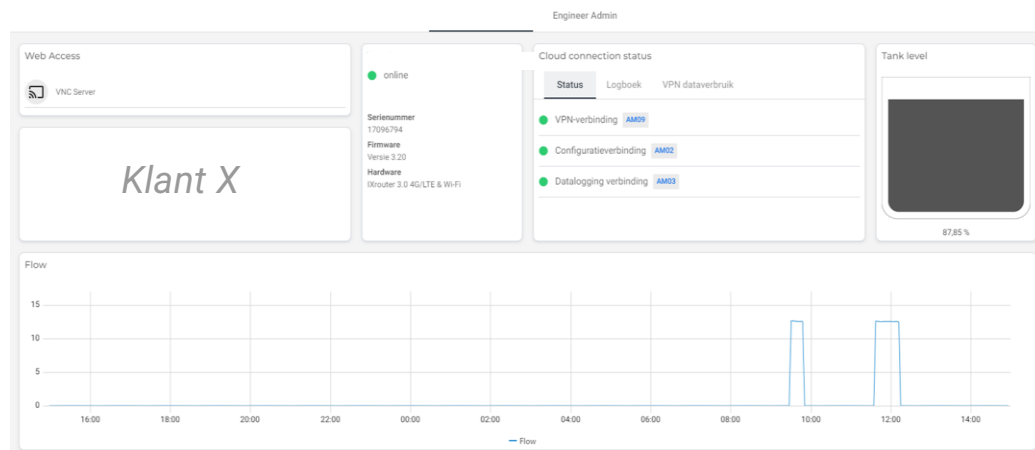 Engineer Admin
Web Access
VNC Server
Klant X
online
Serienummer
17096794
Firmware
Versie 3.20
Hardware
IXrouter 3.0 4G/LTE & Wi-Fi
Cloud connection status
Status Logboek VPN dataverbruik
VPN-verbinding AM09
Configuratieverbinding AM02
Datalogging verbinding AM03
Tank level
87,85 %
Flow
15
10
5
0
16:00 18:00 20:00 22:00 00:00 02:00 04:00 06:00 08:00 10:00 12:00 14:00
Flow